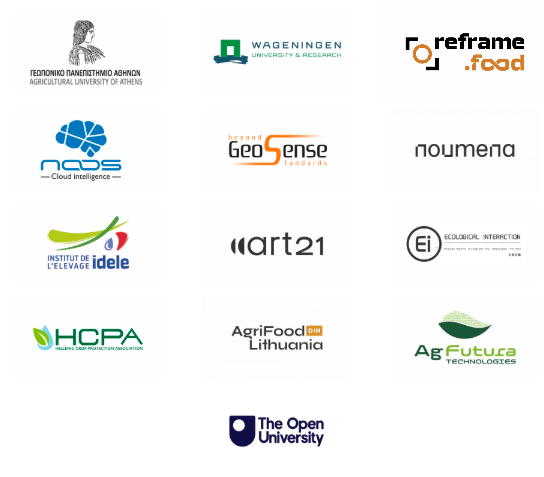 ΓΕΩΠΟΝΙΚΟ ΠΑΝΕΠΙΣΤΗΜΙΟ ΑΘΗΝΩΝ
AGRICULTURAL UNIVERSITY OF ATHENS
WAGENINGEN
UNIVERSITY & RESEARCH
reframe
.food
naos
Cloud intelligence
beyond
GeoSense
standards
noumena
INSTITUT DE
L'ELEVAGE idele
art21
Ei
ECOLOGICAL INTERACTION
HCPA
HELLENIC CROP PROTECTION ASSOCIATION
AgriFood DIH
Lithuania
AgFutura
TECHNOLOGIES
The Open
University